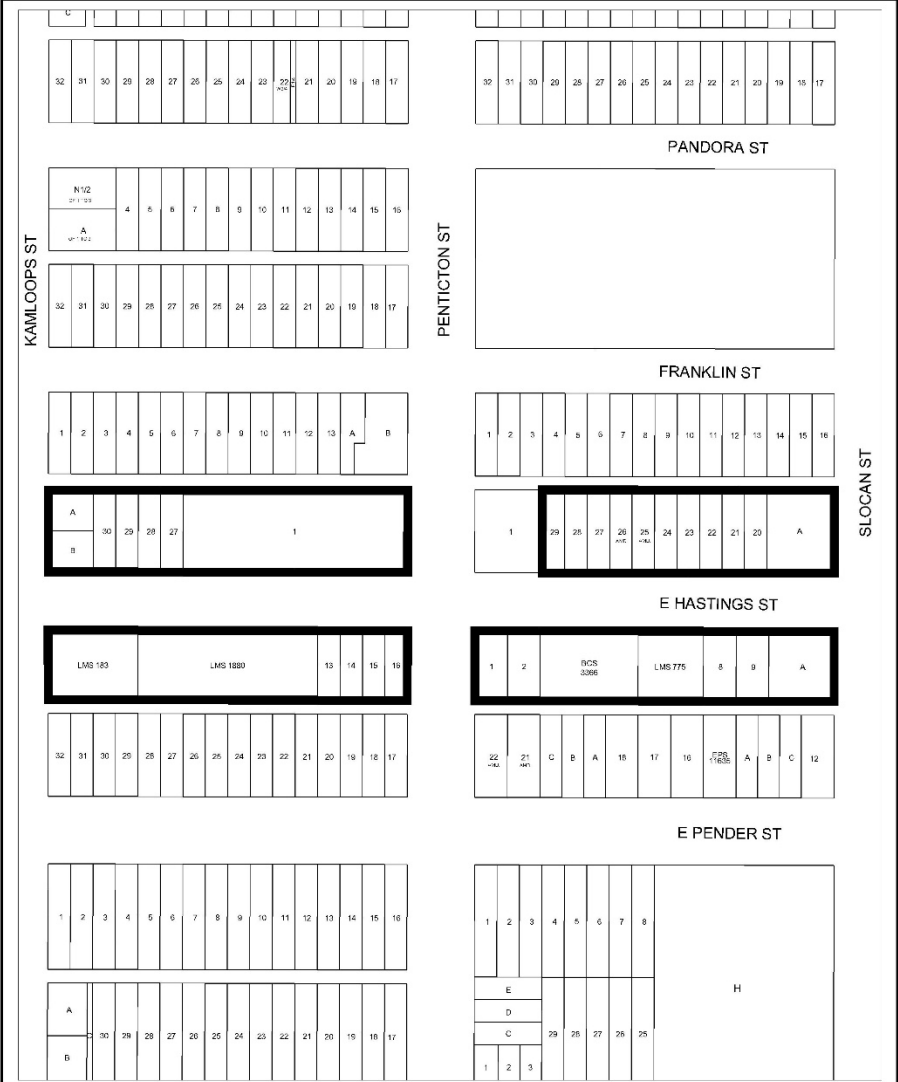 C
32 31 30 29 28 27 26 25 24 23 22 21 20 19 18 17
32 31 30 29 28 27 26 25 24 23 22 21 20 19 18 17
PANDORA ST
N1/2
A
4 5 6 7 8 9 10 11 12 13 14 15 16
KAMLOOPS ST
PENTICTON ST
32 31 30 29 28 27 26 25 24 23 22 21 20 19 18 17
FRANKLIN ST
1 2 3 4 5 6 7 8 9 10 11 12 13 A B
1 2 3 4 5 6 7 8 9 10 11 12 13 14 15 16
SLOCAN ST
A
B
30 29 28 27 1
1 29 28 27 26 25 24 23 22 21 20 A
E HASTINGS ST
LMS 183 LMS 1880 13 14 15 16
1 2 BCS
3366
LMS 775 8 9 A
32 31 30 29 28 27 26 25 24 23 22 21 20 19 18 17
22 21 C B A 18 17 16 EPS
11636
A B C 12
E PENDER ST
1 2 3 4 5 6 7 8 9 10 11 12 13 14 15 16
1 2 3 4 5 6 7 8
H
A
B
30 29 28 27 26 25 24 23 22 21 20 19 18 17
E
D
C
29 28 27 26 25
1 2 3